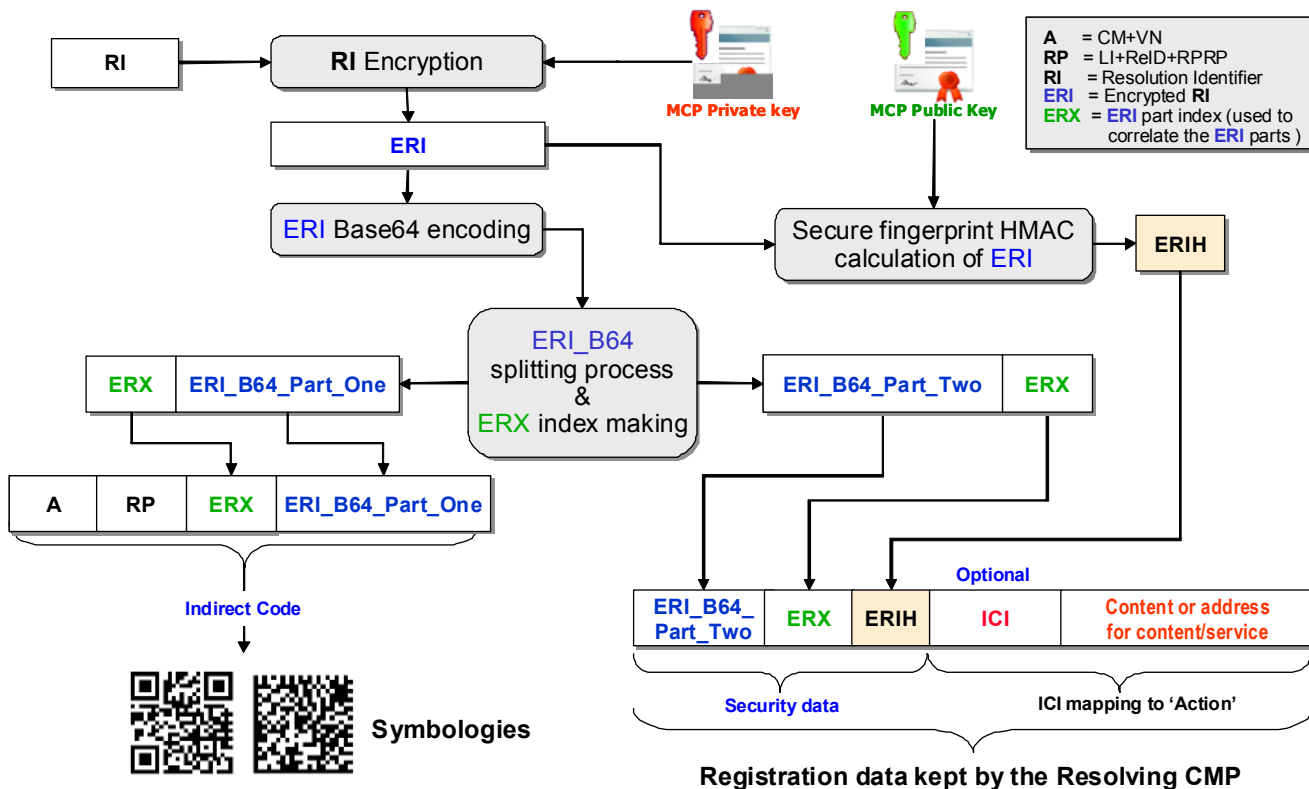 RI
RI Encryption
MCP Private key
MCP Public Key
A = CM+VN
RP = LI+ReID+RPRP
RI = Resolution Identifier
ERI = Encrypted RI
ERX = ERI part index (used to
correlate the ERI parts )
ERI
ERI Base64 encoding
Secure fingerprint HMAC
calculation of ERI
ERIH
ERI_B64
splitting process
&
ERX index making
ERX ERI_B64_Part_One
ERI_B64_Part_Two ERX
A RP ERX ERI_B64_Part_One
Indirect Code
Symbologies
Optional
ERI_B64_
Part_Two
ERX
ERIH
ICI
Content or address
for content/service
Security data
ICI mapping to ‘Action’
Registration data kept by the Resolving CMP